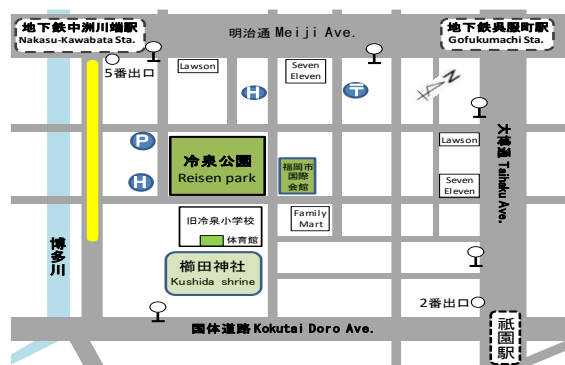 地下鉄中洲川端駅
Nakasu-Kawabata Sta.
明治通 Meiji Ave.
地下鉄呉服町駅
Gofukumachi Sta.
5番出口
Lawson
Seven
Eleven
H
〒
N
P
冷泉公園
Reisen park
福岡市
国際
会館
Lawson
大博通 Taihaku Ave.
H
Seven
Eleven
旧冷泉小学校
体育館
Family
Mart
博多川
櫛田神社
Kushida shrine
2番出口
国体道路 Kokutai Doro Ave.
祇園駅